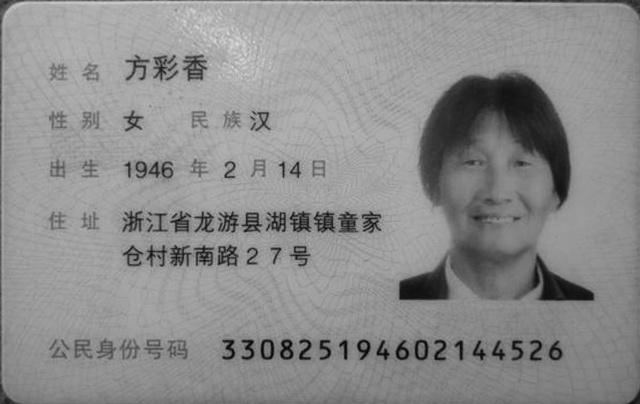 姓名 方彩香
性别 女 民族 汉
出生 1946 年 2 月 14 日
住址 浙江省龙游县湖镇镇童家
仓村新南路27号
公民身份号码 330825194602144526